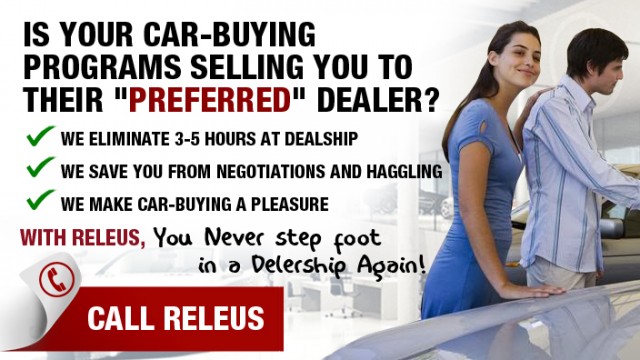 IS YOUR CAR-BUYING
PROGRAMS SELLING YOU TO
THEIR "PREFERRED" DEALER?
WE ELIMINATE 3-5 HOURS AT DEALSHIP
WE SAVE YOU FROM NEGOTIATIONS AND HAGGLING
WE MAKE CAR-BUYING A PLEASURE
WITH RELEUS, You Never step foot
in a Delership Again!
CALL RELEUS